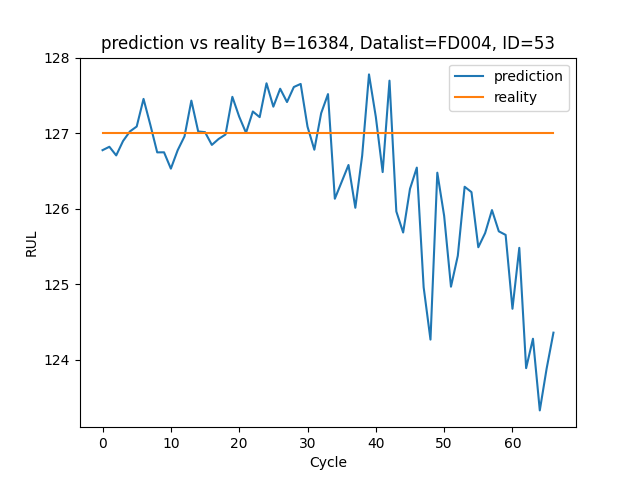 prediction vs reality B=16384, Datalist=FD004, ID=53
128
127
126
125
124
RUL
prediction
reality
0 10 20 30 40 50 60
Cycle